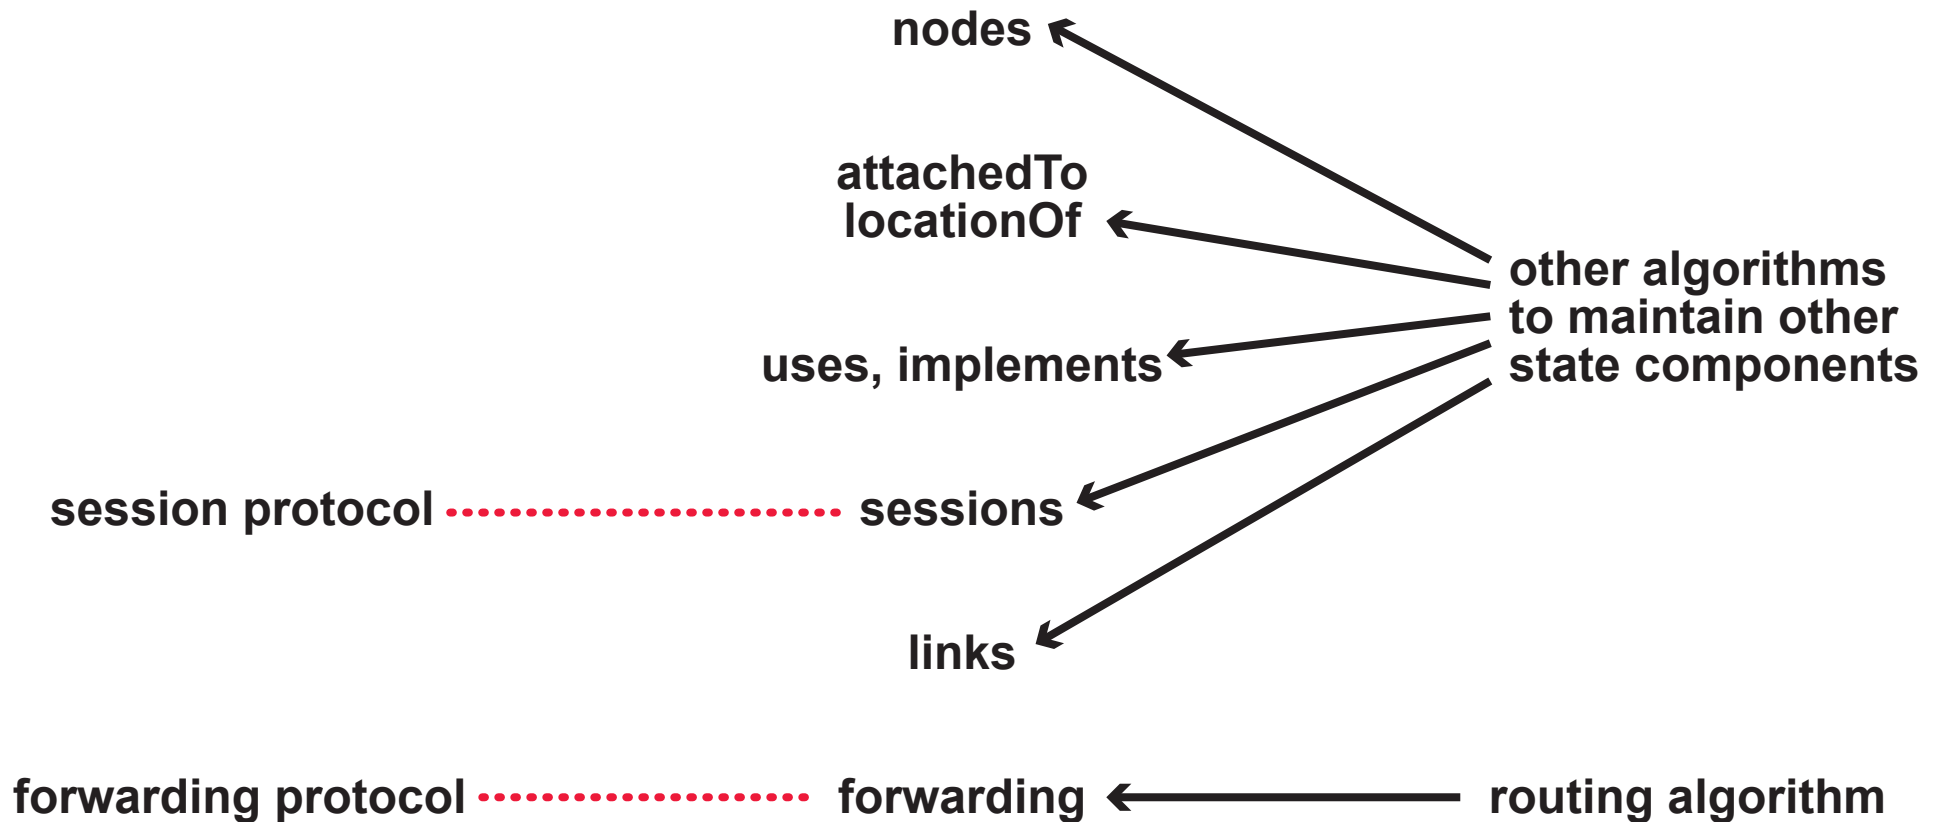 nodes
attachedTo
locationOf
other algorithms
to maintain other
state components
uses, implements
session protocol
sessions
links
forwarding protocol
forwarding
routing algorithm